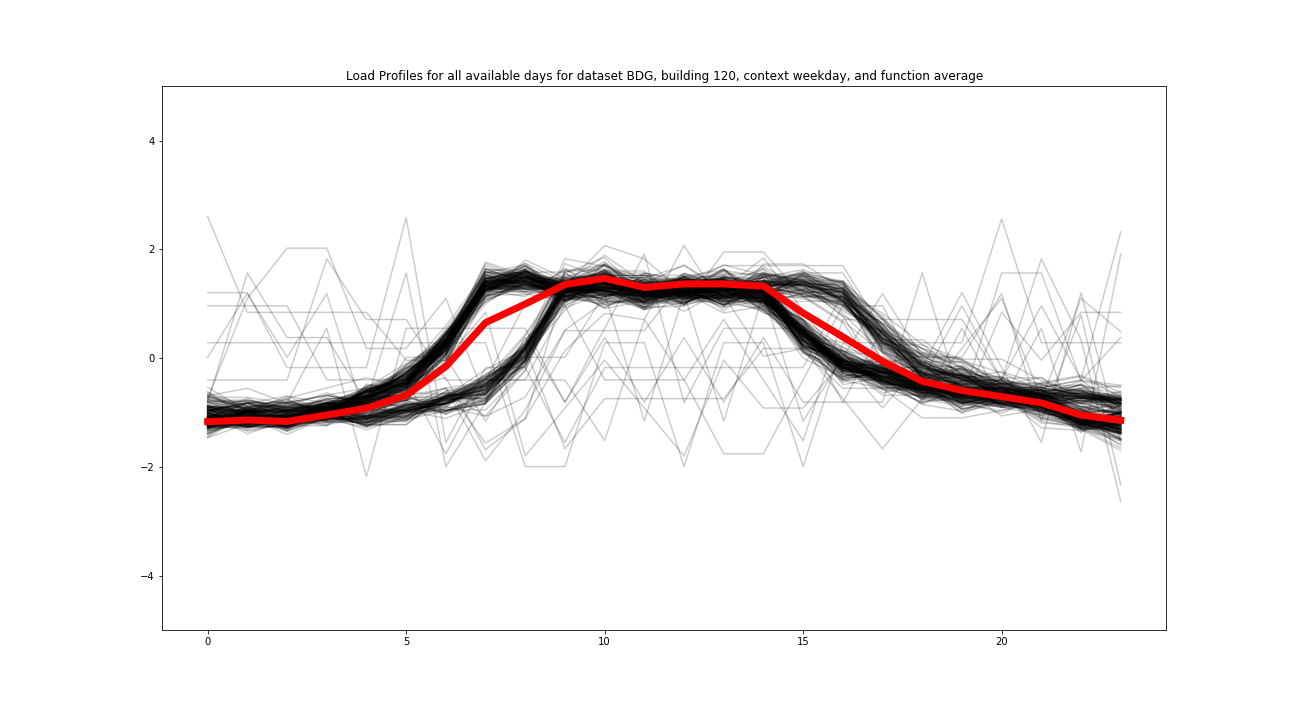 Load Profiles for all available days for dataset BDG, building 120, context weekday, and function average
4
2
0
−2
−4
0 5 10 15 20